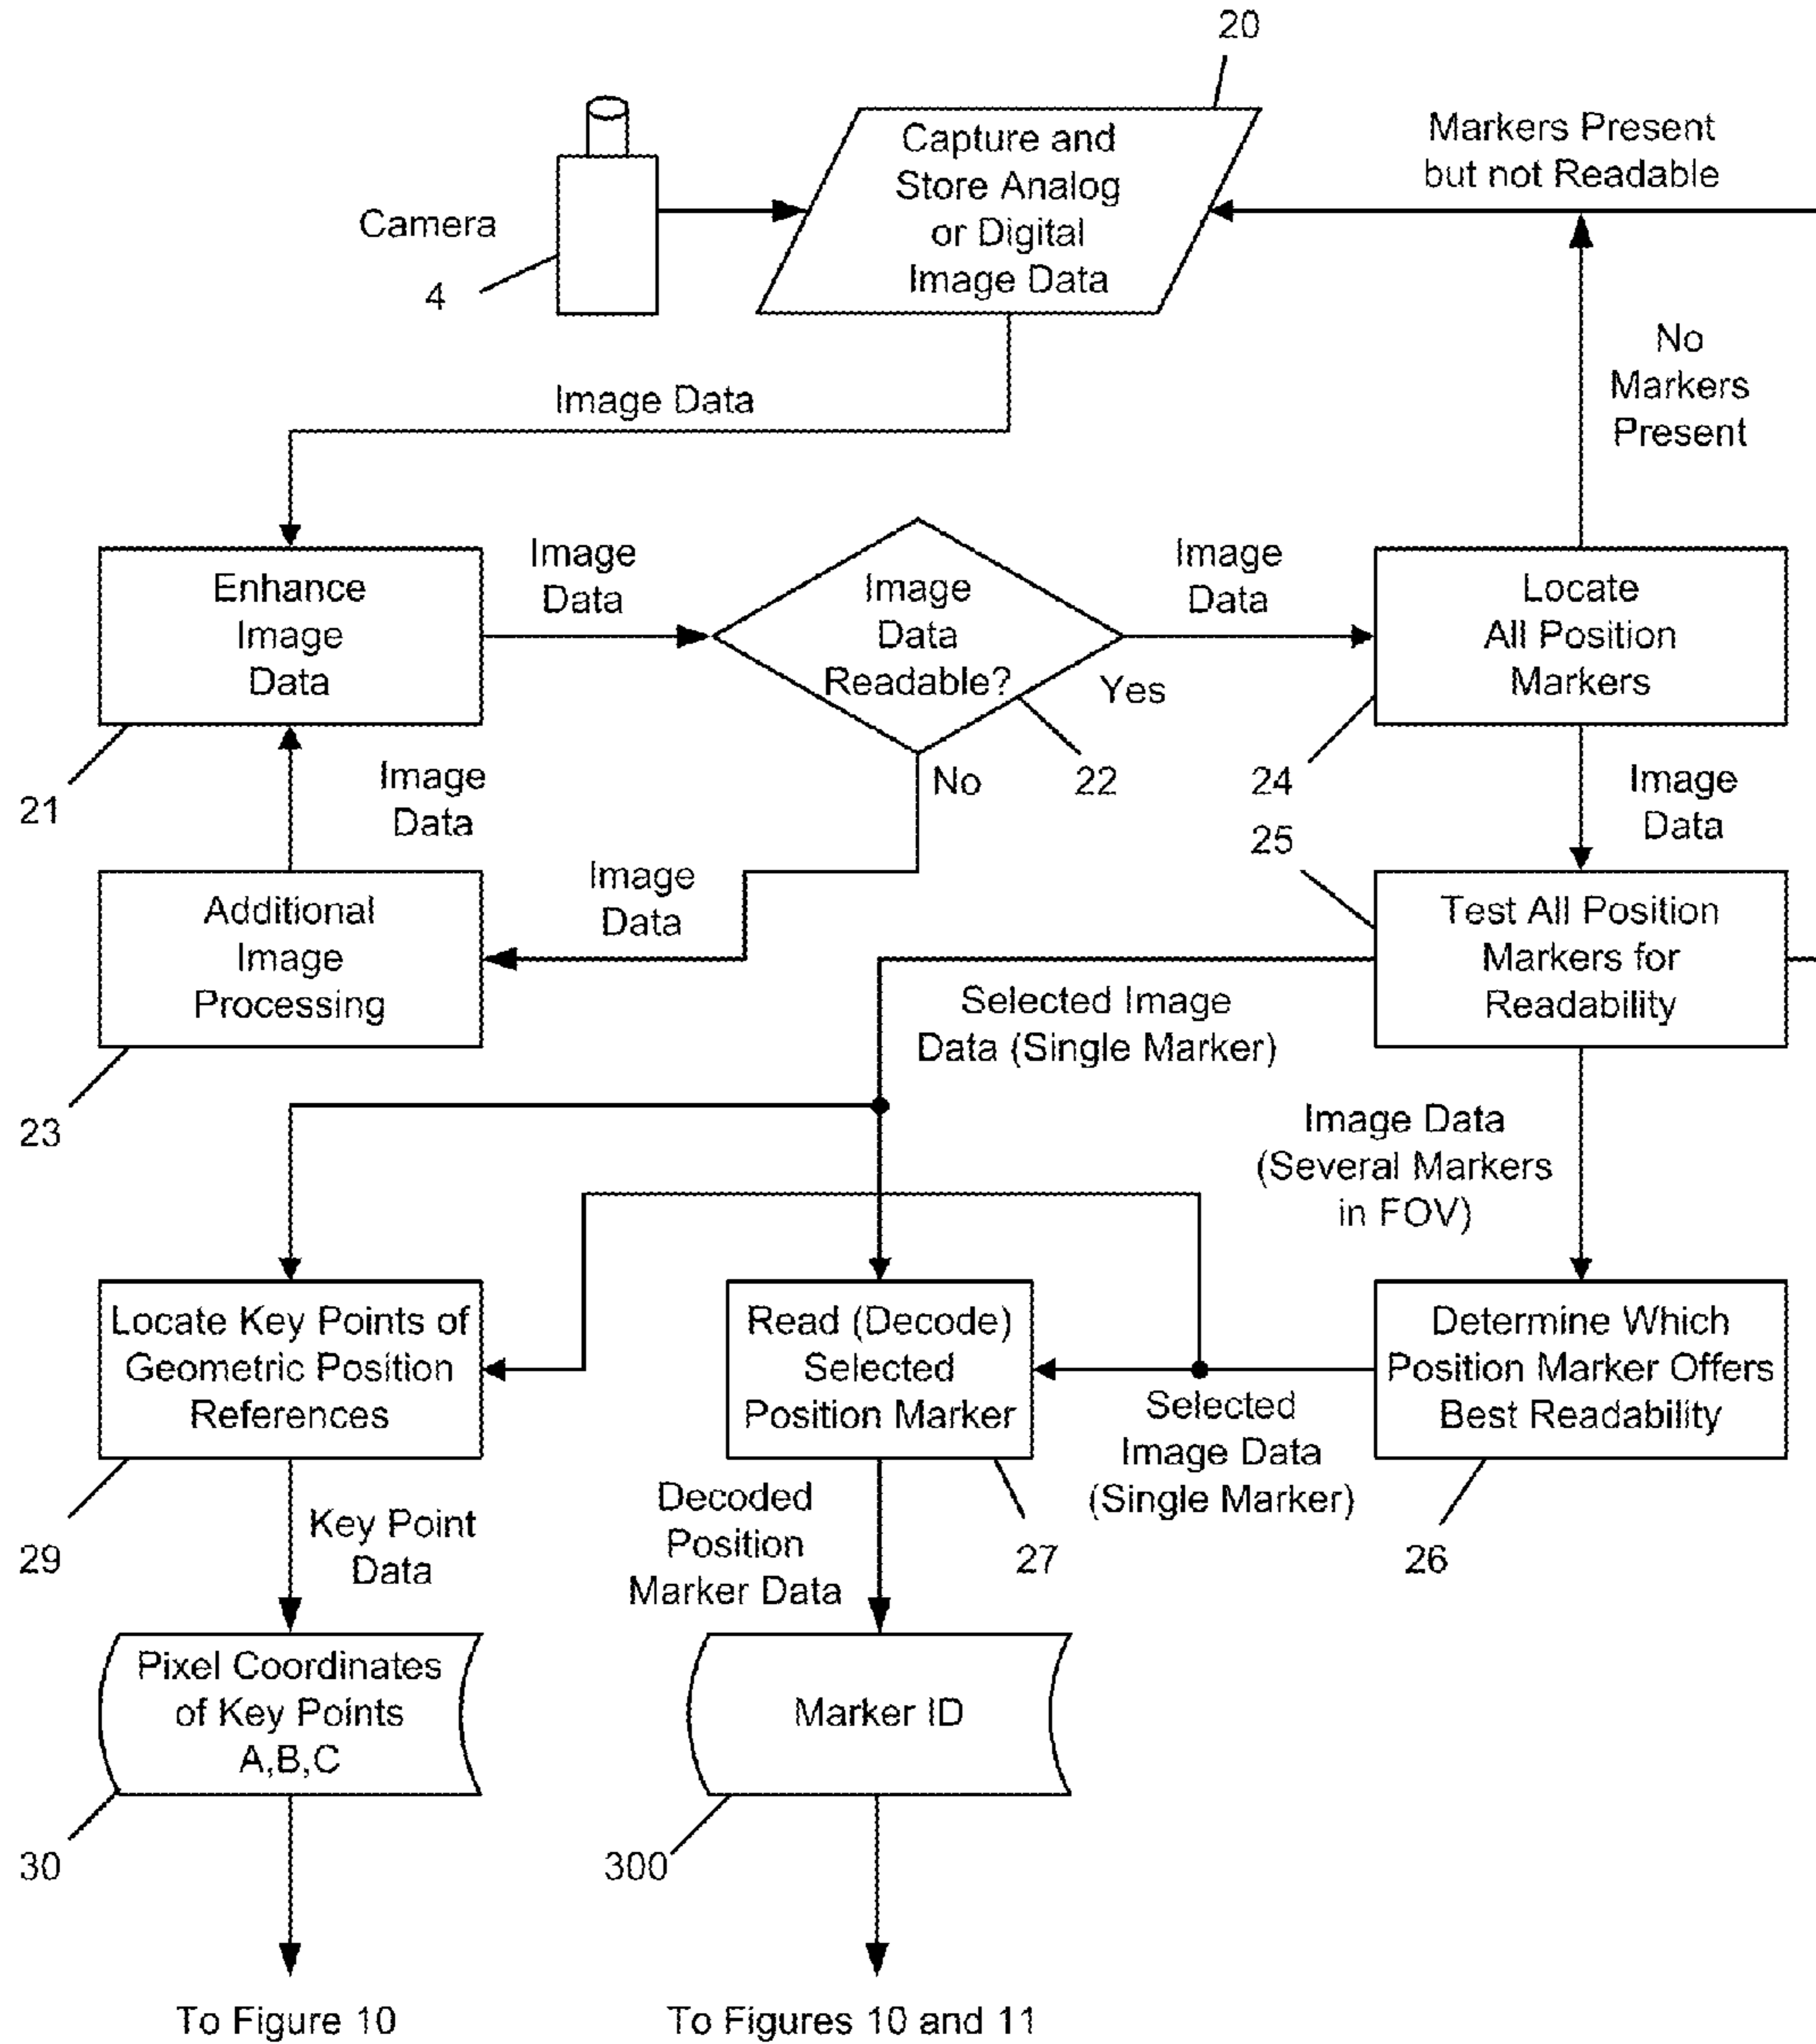 20
Capture and
Store Analog
or Digital
Image Data
Markers Present
but not Readable
Camera
4
No
Markers
Present
Image Data
Enhance
Image
Data
21
Image
Data
Image
Data
Readable?
22
Yes
No
Image
Data
Locate
All Position
Markers
24
Image
Data
Image
Data
Additional
Image
Processing
23
Image
Data
25
Test All Position
Markers for
Readability
Selected Image
Data (Single Marker)
Image Data
(Several Markers
in FOV)
Locate Key Points of
Geometric Position
References
29
Read (Decode)
Selected
Position Marker
27
Selected
Image Data
(Single Marker)
Determine Which
Position Marker Offers
Best Readability
26
Key Point
Data
Decoded
Position
Marker Data
Pixel Coordinates
of Key Points
A,B,C
30
Marker ID
300
To Figure 10
To Figures 10 and 11